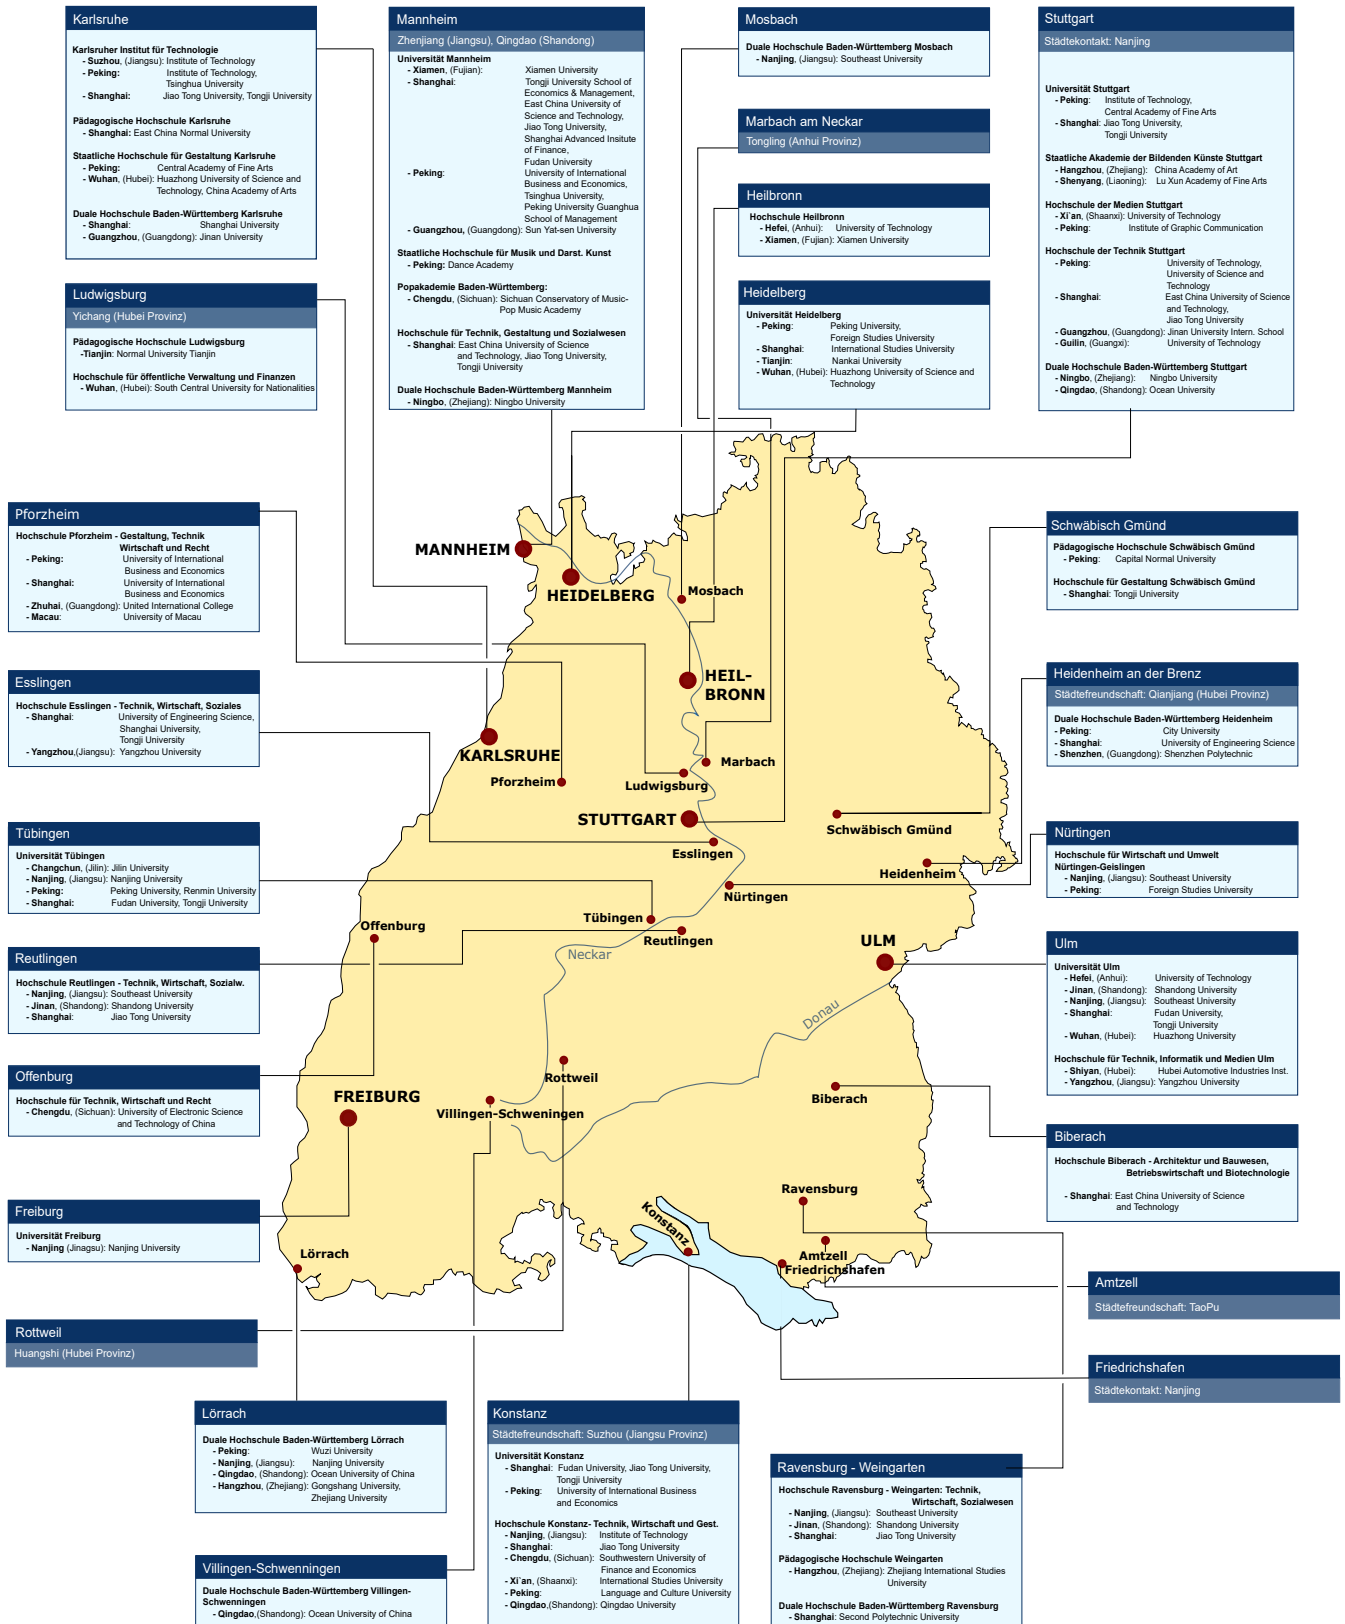 Karlsruhe
Karlsruher Institut für Technologie
- Suzhou, (Jiangsu): Institute of Technology
- Peking: Institute of Technology,
Tsinghua University
- Shanghai: Jiao Tong University, Tongji University
Pädagogische Hochschule Karlsruhe
- Shanghai: East China Normal University
Staatliche Hochschule für Gestaltung Karlsruhe
- Peking: Central Academy of Fine Arts
- Wuhan, (Hubei): Huazhong University of Science and
Technology, China Academy of Arts
Duale Hochschule Baden-Württemberg Karlsruhe
- Shanghai: Shanghai University
- Guangzhou, (Guangdong): Jinan University
Mannheim
Zhenjiang (Jiangsu), Qingdao (Shandong)
Universität Mannheim
- Xiamen, (Fujian): Xiamen University
- Shanghai: Tongji University School of
Economics & Management,
East China University of
Science and Technology,
Jiao Tong University,
Shanghai Advanced Insitute
of Finance,
Fudan University
- Peking: University of International
Business and Economics,
Tsinghua University,
Peking University Guanghua
School of Management
- Guangzhou, (Guangdong): Sun Yat-sen University
Staatliche Hochschule für Musik und Darst. Kunst
- Peking: Dance Academy
Popakademie Baden-Württemberg:
- Chengdu, (Sichuan): Sichuan Conservatory of Music-
Pop Music Academy
Hochschule für Technik, Gestaltung und Sozialwesen
- Shanghai: East China University of Science
and Technology, Jiao Tong University,
Tongji University
Duale Hochschule Baden-Württemberg Mannheim
- Ningbo, (Zhejiang): Ningbo University
Mosbach
Duale Hochschule Baden-Württemberg Mosbach
- Nanjing, (Jiangsu): Southeast University
Marbach am Neckar
Tongling (Anhui Provinz)
Heilbronn
Hochschule Heilbronn
- Hefei, (Anhui): University of Technology
- Xiamen, (Fujian): Xiamen University
Heidelberg
Universität Heidelberg
- Peking: Peking University,
Foreign Studies University
- Shanghai: International Studies University
- Tianjin: Nankai University
- Wuhan, (Hubei): Huazhong University of Science and
Technology
Stuttgart
Städtekontakt: Nanjing
Universität Stuttgart
- Peking: Institute of Technology,
Central Academy of Fine Arts
- Shanghai: Jiao Tong University,
Tongji University
Staatliche Akademie der Bildenden Künste Stuttgart
- Hangzhou, (Zhejiang): China Academy of Art
- Shenyang, (Liaoning): Lu Xun Academy of Fine Arts
Hochschule der Medien Stuttgart
- Xi`an, (Shaanxi): University of Technology
- Peking: Institute of Graphic Communication
Hochschule der Technik Stuttgart
- Peking: University of Technology,
University of Science and
Technology
- Shanghai: East China University of Science
and Technology,
Jiao Tong University
- Guangzhou, (Guangdong): Jinan University Intern. School
- Guilin, (Guangxi): University of Technology
Duale Hochschule Baden-Württemberg Stuttgart
- Ningbo, (Zhejiang): Ningbo University
- Qingdao, (Shandong): Ocean University
Ludwigsburg
Yichang (Hubei Provinz)
Pädagogische Hochschule Ludwigsburg
-Tianjin: Normal University Tianjin
Hochschule für öffentliche Verwaltung und Finanzen
- Wuhan, (Hubei): South Central University for Nationalities
Pforzheim
Hochschule Pforzheim - Gestaltung, Technik
Wirtschaft und Recht
- Peking: University of International
Business and Economics
- Shanghai: University of International
Business and Economics
- Zhuhai, (Guangdong): United International College
- Macau: University of Macau
Esslingen
Hochschule Esslingen - Technik, Wirtschaft, Soziales
- Shanghai: University of Engineering Science,
Shanghai University,
Tongji University
- Yangzhou,(Jiangsu): Yangzhou University
Tübingen
Universität Tübingen
- Changchun, (Jilin): Jilin University
- Nanjing, (Jiangsu): Nanjing University
- Peking: Peking University, Renmin University
- Shanghai: Fudan University, Tongji University
Reutlingen
Hochschule Reutlingen - Technik, Wirtschaft, Sozialw.
- Nanjing, (Jiangsu): Southeast University
- Jinan, (Shandong): Shandong University
- Shanghai: Jiao Tong University
Offenburg
Hochschule für Technik, Wirtschaft und Recht
- Chengdu, (Sichuan): University of Electronic Science
and Technology of China
Freiburg
Universität Freiburg
- Nanjing (Jinagsu): Nanjing University
Rottweil
Huangshi (Hubei Provinz)
MANNHEIM
HEIDELBERG
Mosbach
HEIL-
BRONN
KARLSRUHE
Pforzheim
Marbach
Ludwigsburg
STUTTGART
Schwäbisch Gmünd
Esslingen
Heidenheim
Nürtingen
Tübingen
Offenburg
Reutlingen
Neckar
ULM
Donau
Rottweil
FREIBURG
Villingen-Schweningen
Biberach
Ravensburg
Konstanz
Lörrach
Amtzell
Friedrichshafen
Schwäbisch Gmünd
Pädagogische Hochschule Schwäbisch Gmünd
- Peking: Capital Normal University
Hochschule für Gestaltung Schwäbisch Gmünd
- Shanghai: Tongji University
Heidenheim an der Brenz
Städtefreundschaft: Qianjiang (Hubei Provinz)
Duale Hochschule Baden-Württemberg Heidenheim
- Peking: City University
- Shanghai: University of Engineering Science
- Shenzhen, (Guangdong): Shenzhen Polytechnic
Nürtingen
Hochschule für Wirtschaft und Umwelt
Nürtingen-Geislingen
- Nanjing, (Jiangsu): Southeast University
- Peking: Foreign Studies University
Ulm
Universität Ulm
- Hefei, (Anhui): University of Technology
- Jinan, (Shandong): Shandong University
- Nanjing, (Jiangsu): Southeast University
- Shanghai: Fudan University,
Tongji University
- Wuhan, (Hubei): Huazhong University
Hochschule für Technik, Informatik und Medien Ulm
- Shiyan, (Hubei): Hubei Automotive Industries Inst.
- Yangzhou, (Jiangsu): Yangzhou University
Biberach
Hochschule Biberach - Architektur und Bauwesen,
Betriebswirtschaft und Biotechnologie
- Shanghai: East China University of Science
and Technology
Amtzell
Städtefreundschaft: TaoPu
Friedrichshafen
Städtekontakt: Nanjing
Lörrach
Duale Hochschule Baden-Württemberg Lörrach
- Peking: Wuzi University
- Nanjing, (Jiangsu): Nanjing University
- Qingdao, (Shandong): Ocean University of China
- Hangzhou, (Zhejiang): Gongshang University,
Zhejiang University
Villingen-Schwenningen
Duale Hochschule Baden-Württemberg Villingen-
Schwenningen
- Qingdao,(Shandong): Ocean University of China
Konstanz
Städtefreundschaft: Suzhou (Jiangsu Provinz)
Universität Konstanz
- Shanghai: Fudan University, Jiao Tong University,
Tongji University
- Peking: University of International Business
and Economics
Hochschule Konstanz- Technik, Wirtschaft und Gest.
- Nanjing, (Jiangsu): Institute of Technology
- Shanghai: Jiao Tong University
- Chengdu, (Sichuan): Southwestern University of
Finance and Economics
- Xi`an, (Shaanxi): International Studies University
- Peking: Language and Culture University
- Qingdao,(Shandong): Qingdao University
Ravensburg - Weingarten
Hochschule Ravensburg - Weingarten: Technik,
Wirtschaft, Sozialwesen
- Nanjing, (Jiangsu): Southeast University
- Jinan, (Shandong): Shandong University
- Shanghai: Jiao Tong University
Pädagogische Hochschule Weingarten
- Hangzhou, (Zhejiang): Zhejiang International Studies
University
Duale Hochschule Baden-Württemberg Ravensburg
- Shanghai: Second Polytechnic University